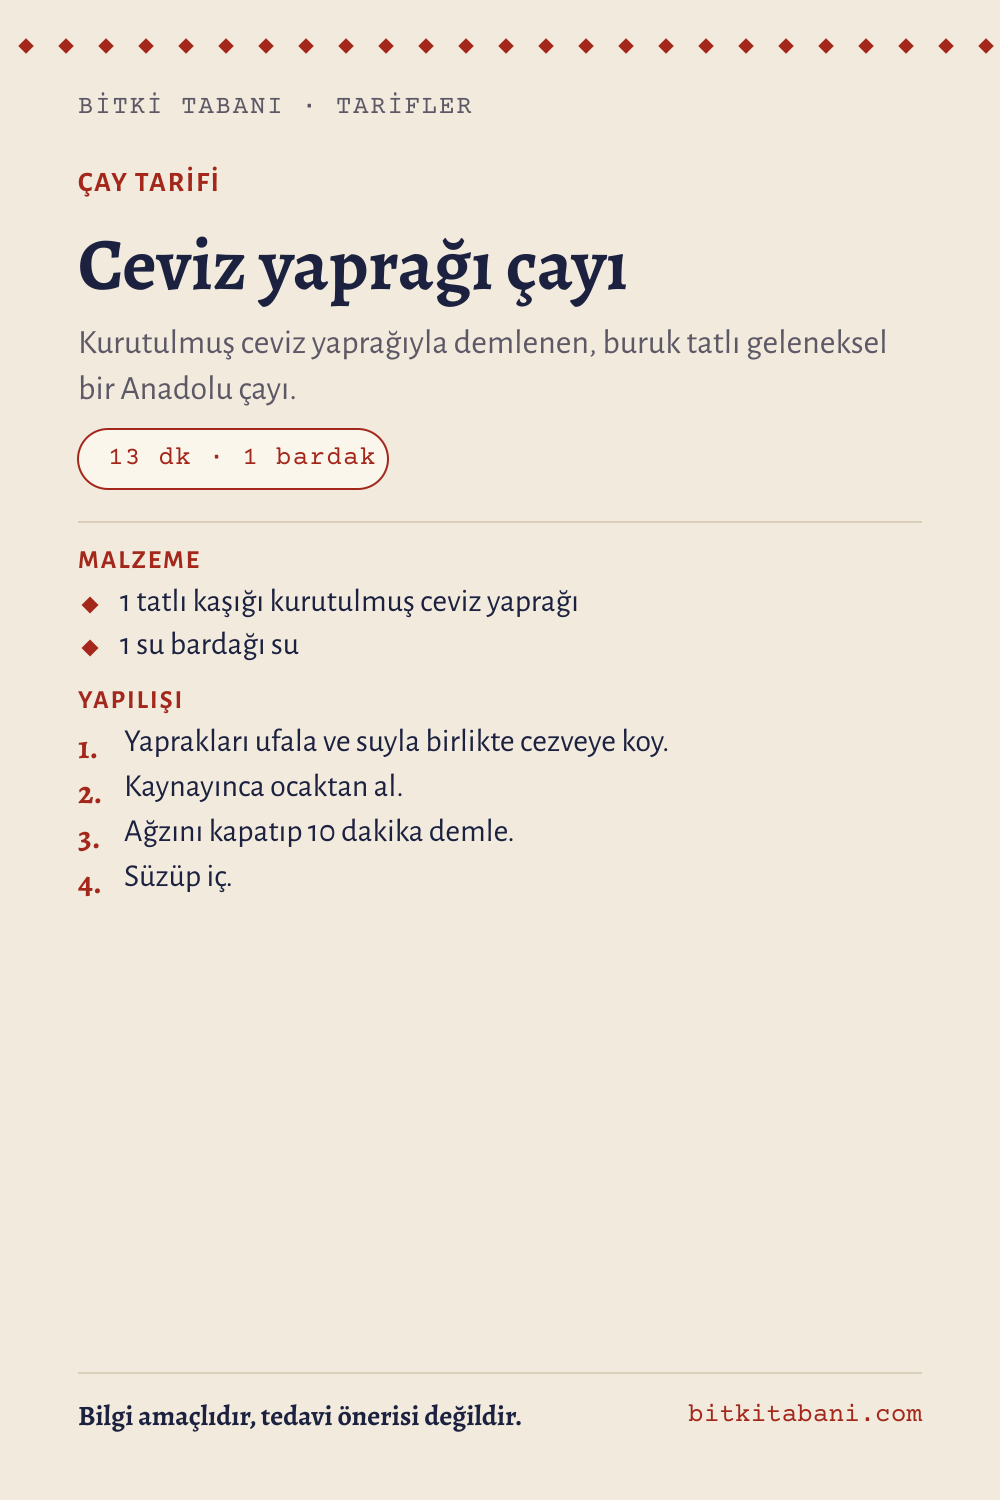 BİTKİ TABANI · TARİFLER
ÇAY TARİFİ
Ceviz yaprağı çayı
Kurutulmuş ceviz yaprağıyla demlenen, buruk tatlı geleneksel
bir Anadolu çayı.
13 dk · 1 bardak
MALZEME
◆ 1 tatlı kaşığı kurutulmuş ceviz yaprağı
◆ 1 su bardağı su
YAPILIŞI
1. Yaprakları ufala ve suyla birlikte cezveye koy.
2. Kaynayınca ocaktan al.
3. Ağzını kapatıp 10 dakika demle.
4. Süzüp iç.
Bilgi amaçlıdır, tedavi önerisi değildir.
bitkitabani.com